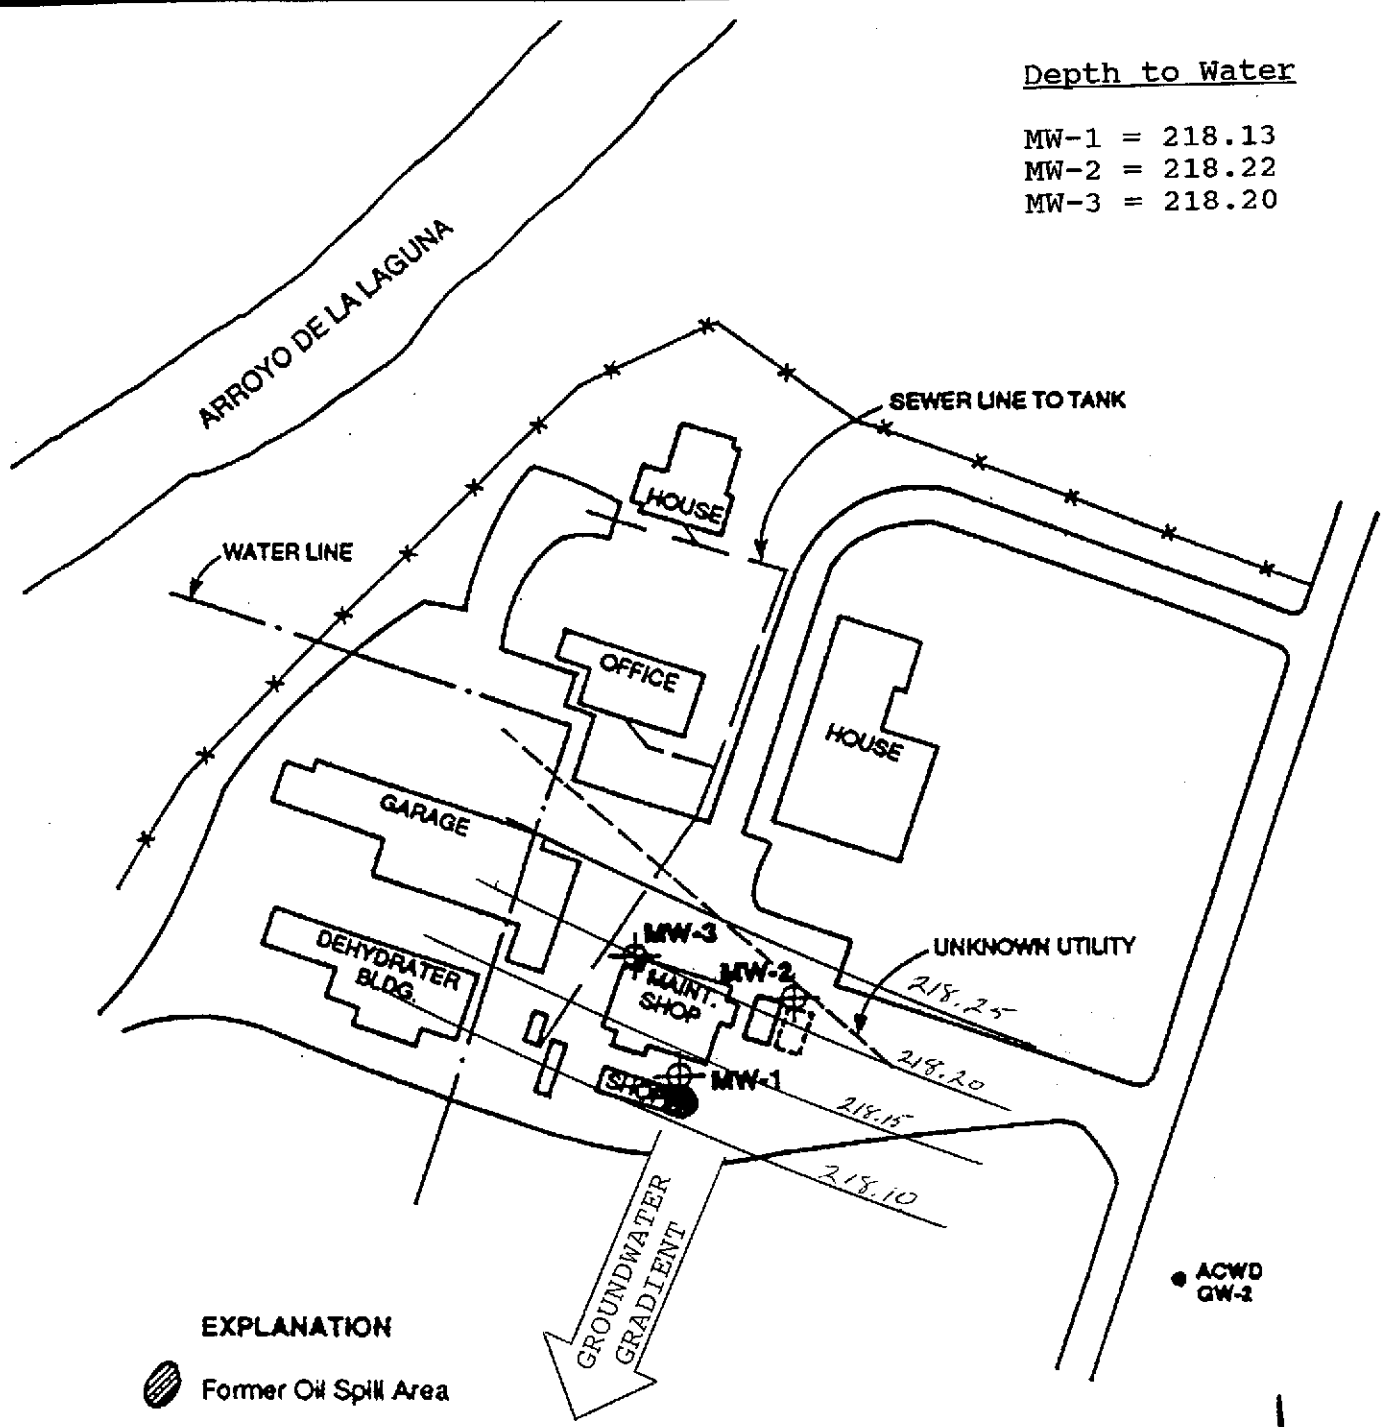 Depth to Water
MW-1 = 218.13
MW-2 = 218.22
MW-3 = 218.20
ARROYO DE LA LAGUNA
SEWER LINE TO TANK
HOUSE
WATER LINE
OFFICE
HOUSE
GARAGE
MW-3
UNKNOWN UTILITY
DEHYDRATER
BLDG.
MW-2
MAINT.
SHOP
218.25
218.20
MW-1
SHOP
218.15
218.10
GROUNDWATER
GRADIENT
ACWD
GW-2
EXPLANATION
Former Oil Spill Area